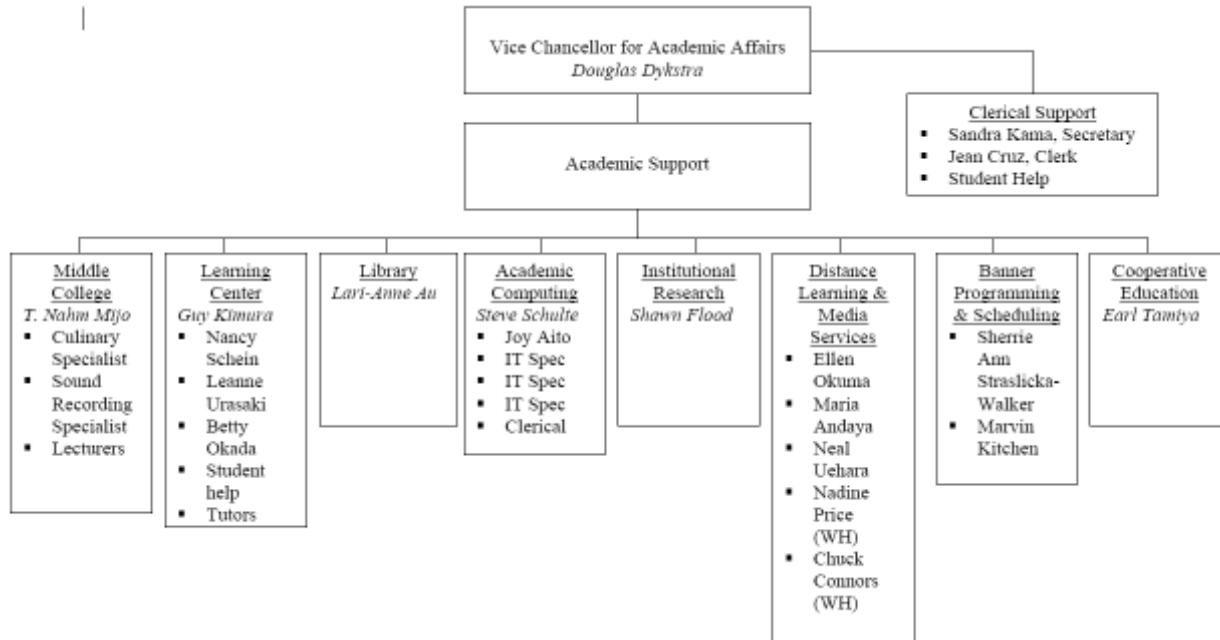 Vice Chancellor for Academic Affairs
Douglas Dykstra
Clerical Support
▪ Sandra Kama, Secretary
▪ Jean Cruz, Clerk
▪ Student Help
Academic Support
Middle
College
T. Nahm Mijo
▪ Culinary
Specialist
▪ Sound
Recording
Specialist
▪ Lecturers
Learning
Center
Guy Kimura
▪ Nancy
Schein
▪ Leanne
Urasaki
▪ Betty
Okada
▪ Student
help
▪ Tutors
Library
Lari-Anne Au
Academic
Computing
Steve Schulte
▪ Joy Aito
▪ IT Spec
▪ IT Spec
▪ IT Spec
▪ Clerical
Institutional
Research
Shawn Flood
Distance
Learning &
Media
Services
▪ Ellen
Okuma
▪ Maria
Andaya
▪ Neal
Uehara
▪ Nadine
Price
(WH)
▪ Chuck
Connors
(WH)
Banner
Programming
& Scheduling
▪ Sherrie
Ann
Straslicka-
Walker
▪ Marvin
Kitchen
Cooperative
Education
Earl Tamiya